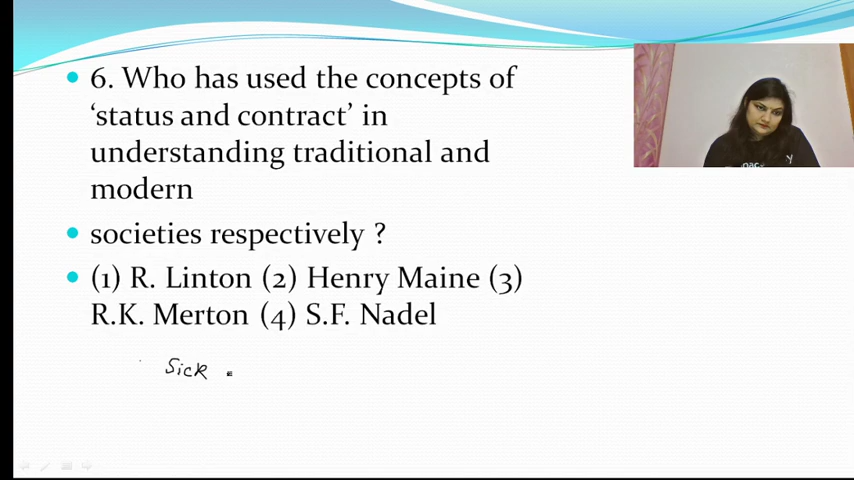 6. Who has used the concepts of
‘status and contract’ in
understanding traditional and
modern
societies respectively ?
(1) R. Linton (2) Henry Maine (3)
R.K. Merton (4) S.F. Nadel
Sick